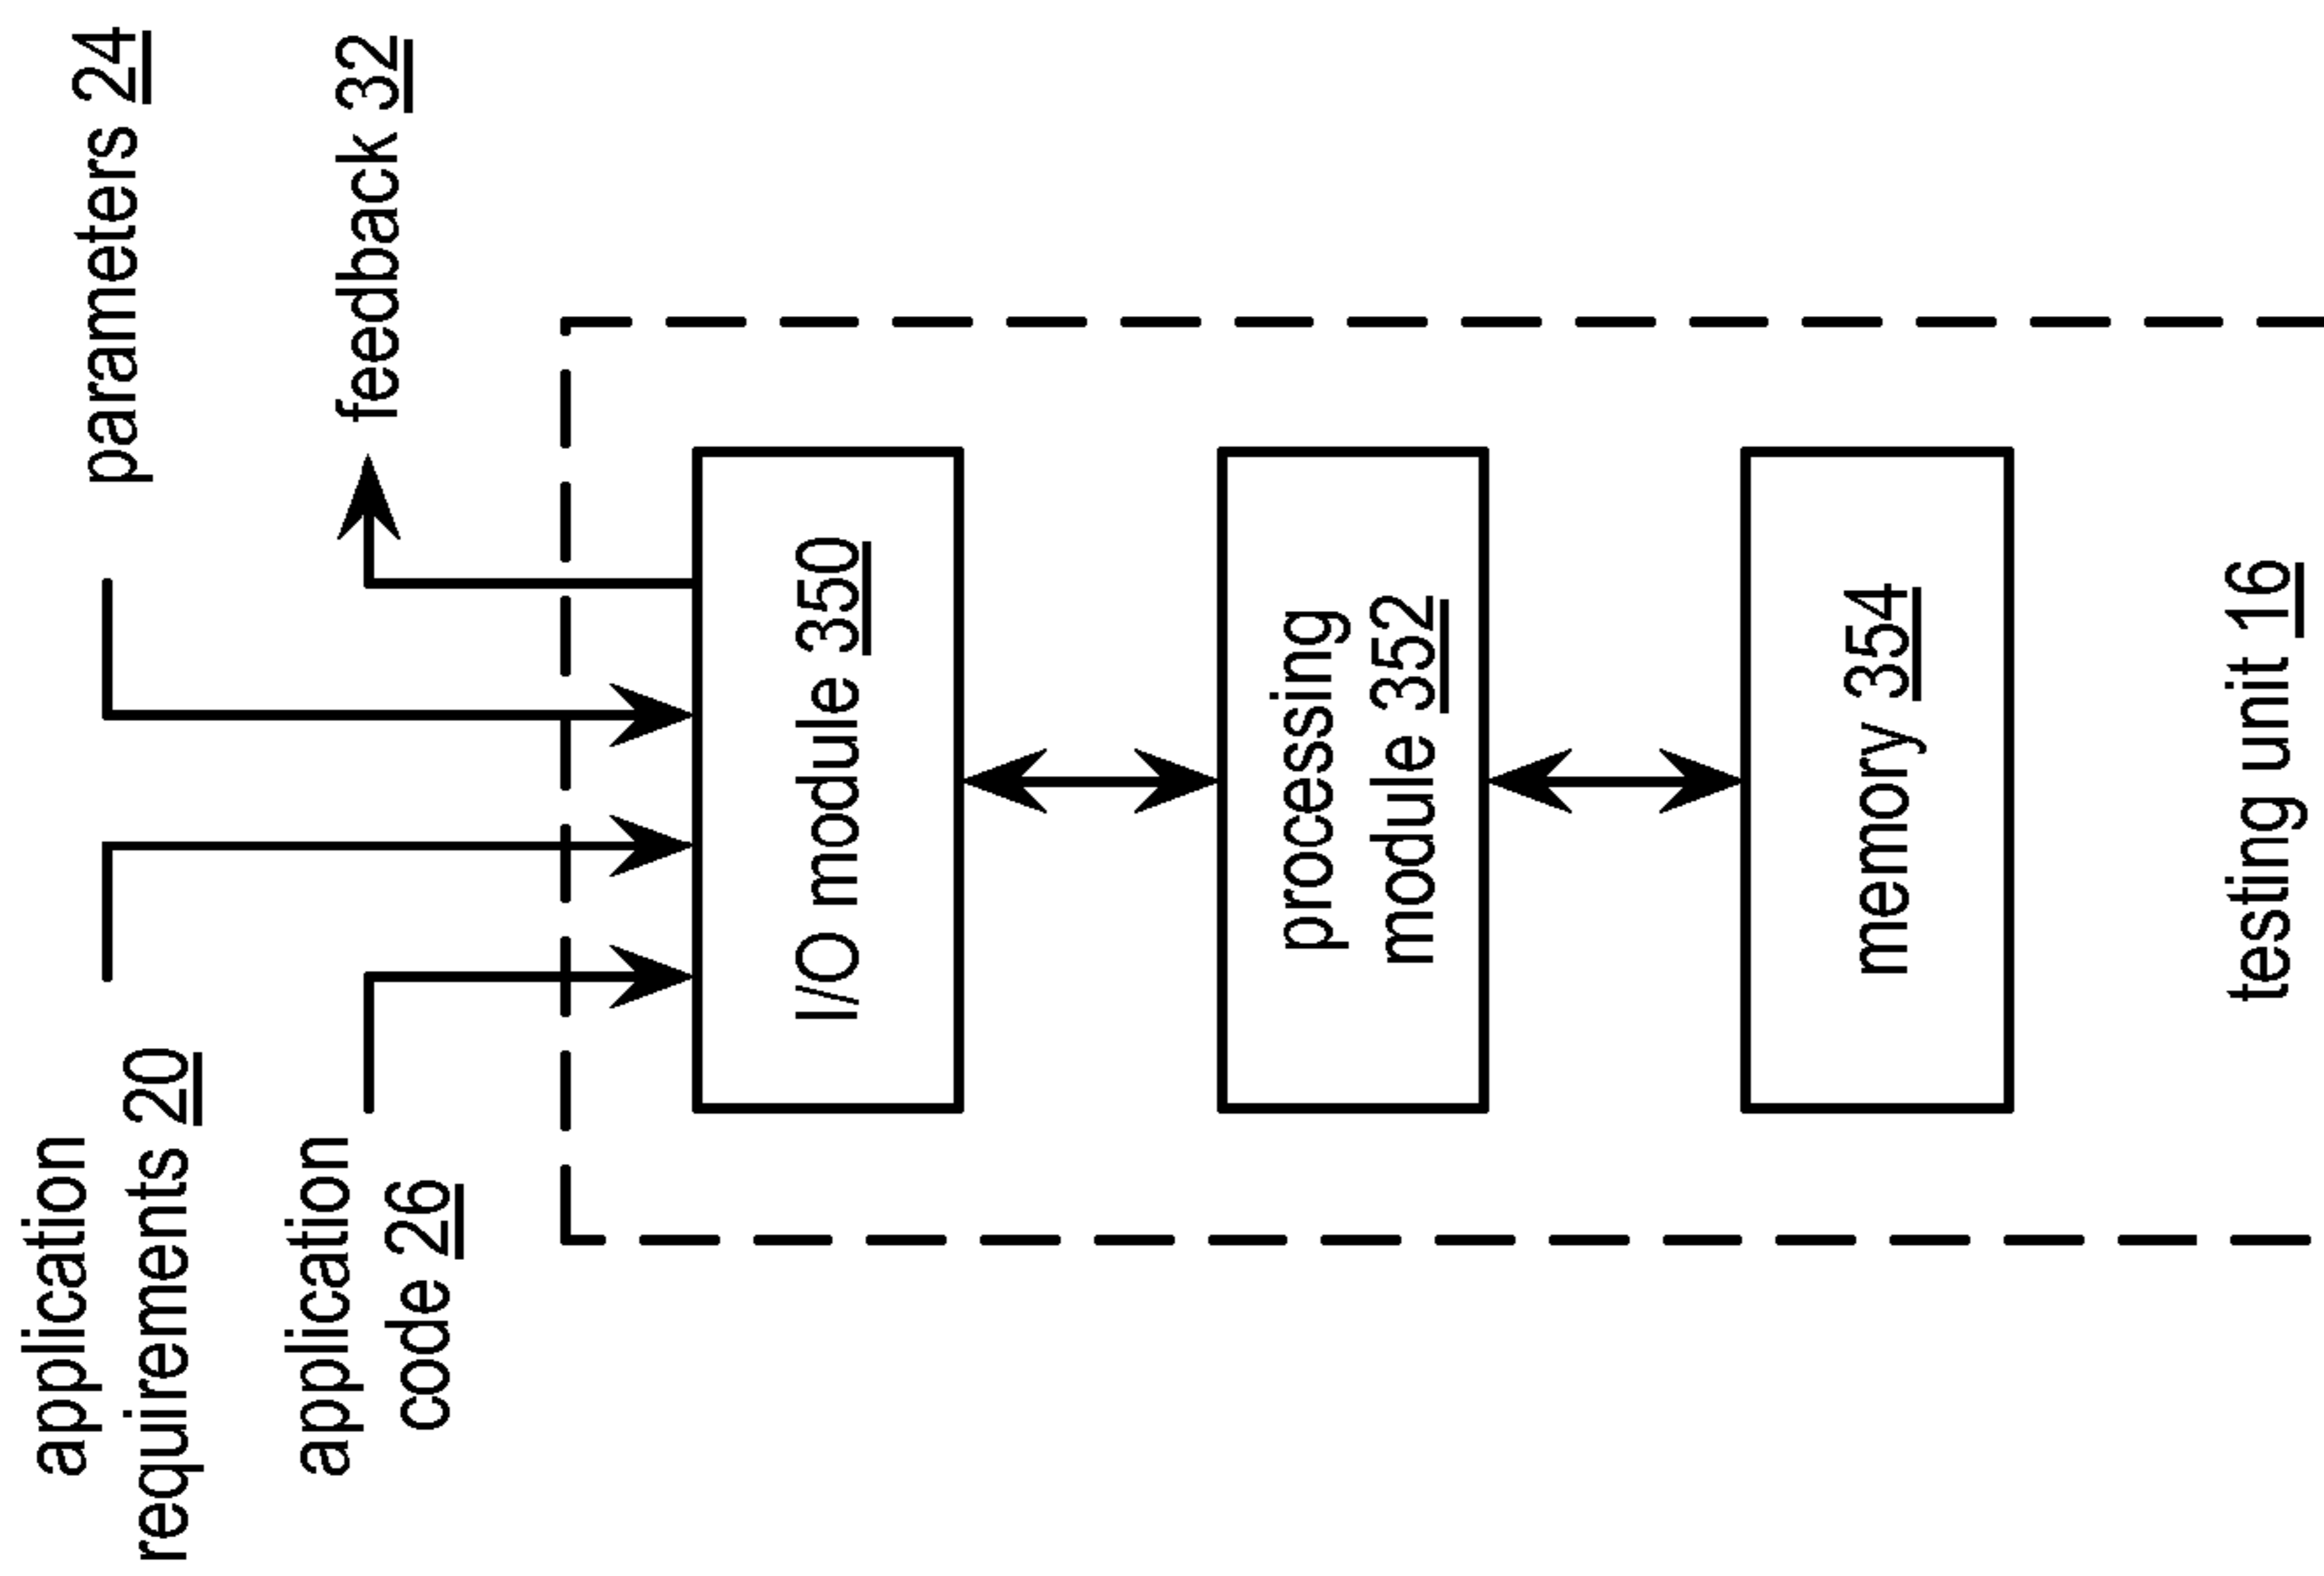 application
requirements 20
parameters 24
application
code 26
feedback 32
I/O module 350
processing
module 352
memory 354
testing unit 16